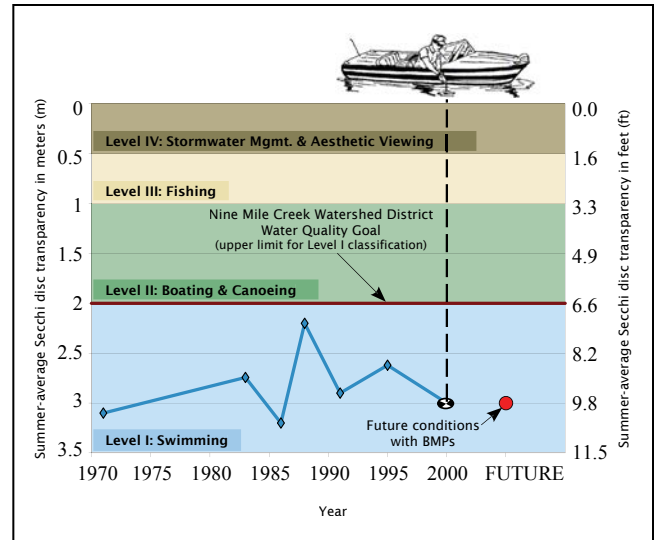 Summer-average Secchi disc transparency in meters (m)
0
0.5
1
1.5
2
2.5
3
3.5
Level IV: Stormwater Mgmt. & Aesthetic Viewing
Level III: Fishing
Nine Mile Creek Watershed District
Water Quality Goal
(upper limit for Level I classification)
Level II: Boating & Canoeing
Future conditions
with BMPs
Level I: Swimming
0.0
1.6
3.3
4.9
6.6
8.2
9.8
11.5
Summer-average Secchi disc transparency in feet (ft)
1970 1975 1980 1985 1990 1995 2000 FUTURE
Year